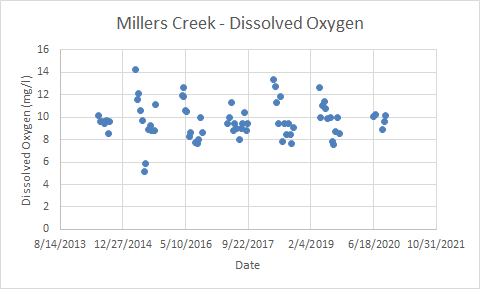 Millers Creek - Dissolved Oxygen
16
14
12
10
8
6
4
2
0
Dissolved Oxygen (mg/l)
8/14/2013 12/27/2014 5/10/2016 9/22/2017 2/4/2019 6/18/2020 10/31/2021
Date